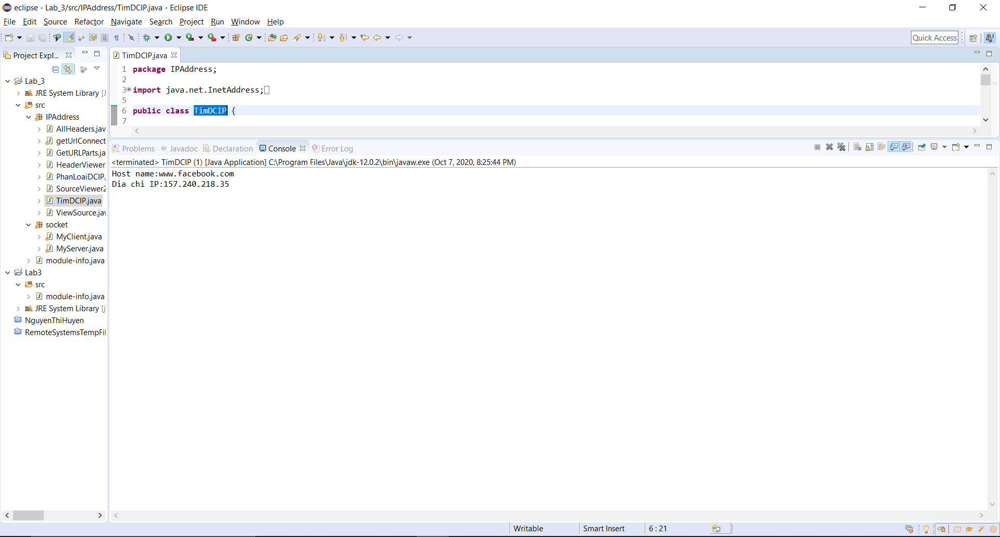 eclipse - Lab_3/src/IPAddress/TimDCIP.java - Eclipse IDE
File Edit Source Refactor Navigate Search Project Run Window Help
Quick Access
Project Expl...
TimDCIP.java
Lab_3
JRE System Library [J
src
IPAddress
AllHeaders.jav
getUrlConnect
GetURLParts.ja
HeaderViewer
PhanLoaiDCIP.
SourceViewer2
TimDCIP.java
ViewSource.jav
socket
MyClient.java
MyServer.java
module-info.java
Lab3
src
module-info.java
JRE System Library [j
NguyenThiHuyen
RemoteSystemsTempFil
1 package IPAddress;
2
3 import java.net.InetAddress;
5
6 public class TimDCIP {
7
Problems @ Javadoc Declaration Console Error Log
<terminated> TimDCIP (1) [Java Application] C:\Program Files\Java\jdk-12.0.2\bin\javaw.exe (Oct 7, 2020, 8:25:44 PM)
Host name:www.facebook.com
Dia chi IP:157.240.218.35
Writable Smart Insert 6 : 21